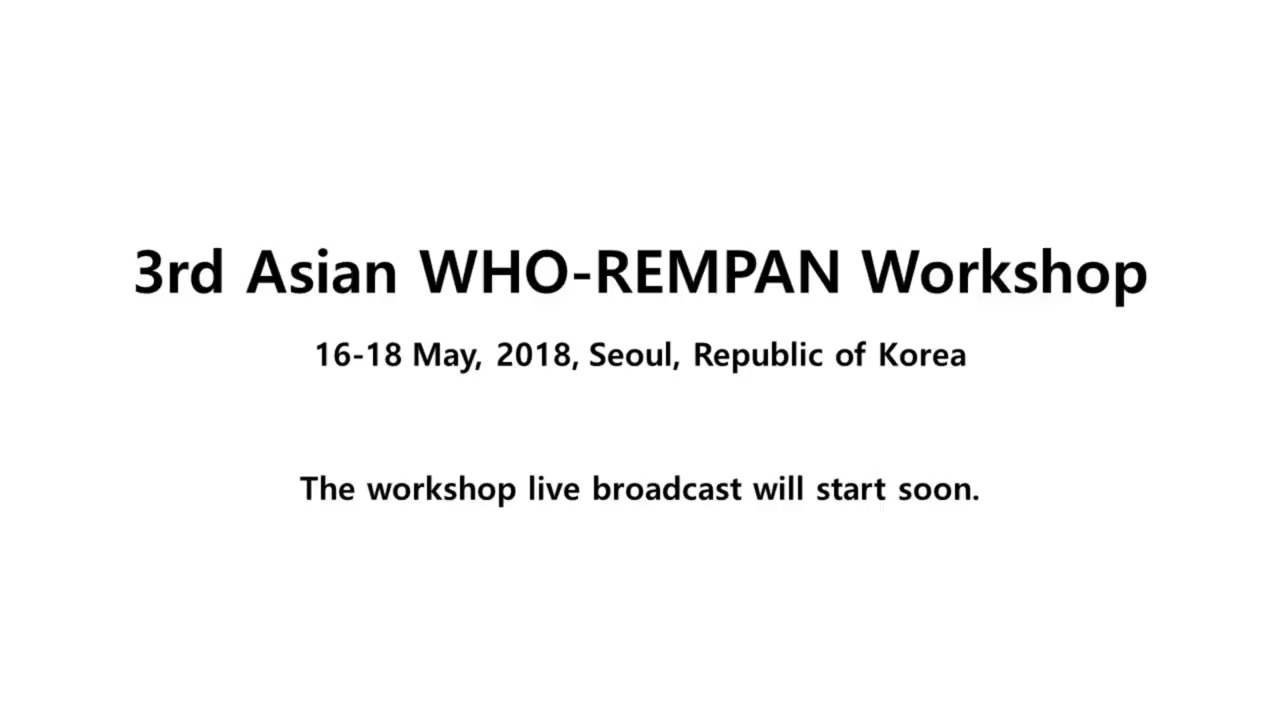 3rd Asian WHO-REMPAN Workshop
16-18 May, 2018, Seoul, Republic of Korea
The workshop live broadcast will start soon.